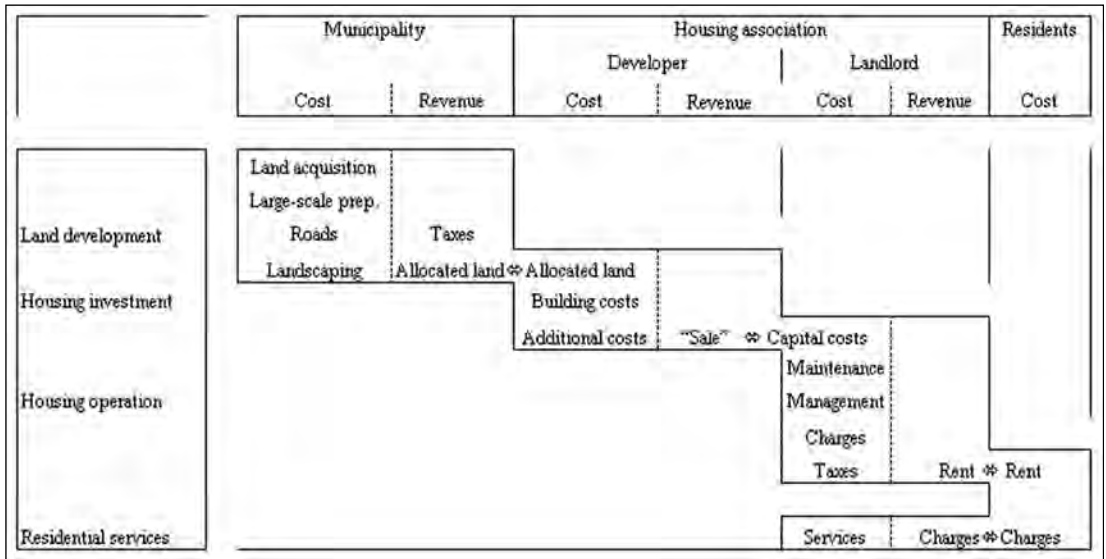 Municipality Housing association Residents
Developer Landlord
Cost Revenue Cost Revenue Cost Revenue Cost
Land acquisition
Large-scale prep.
Land development Roads Taxes
Landscaping Allocated land ⇔ Allocated land
Housing investment Building costs
Additional costs "Sale" ⇔ Capital costs
Maintenance
Housing operation Management
Charges
Taxes Rent ⇔ Rent
Residential services Services Charges ⇔ Charges